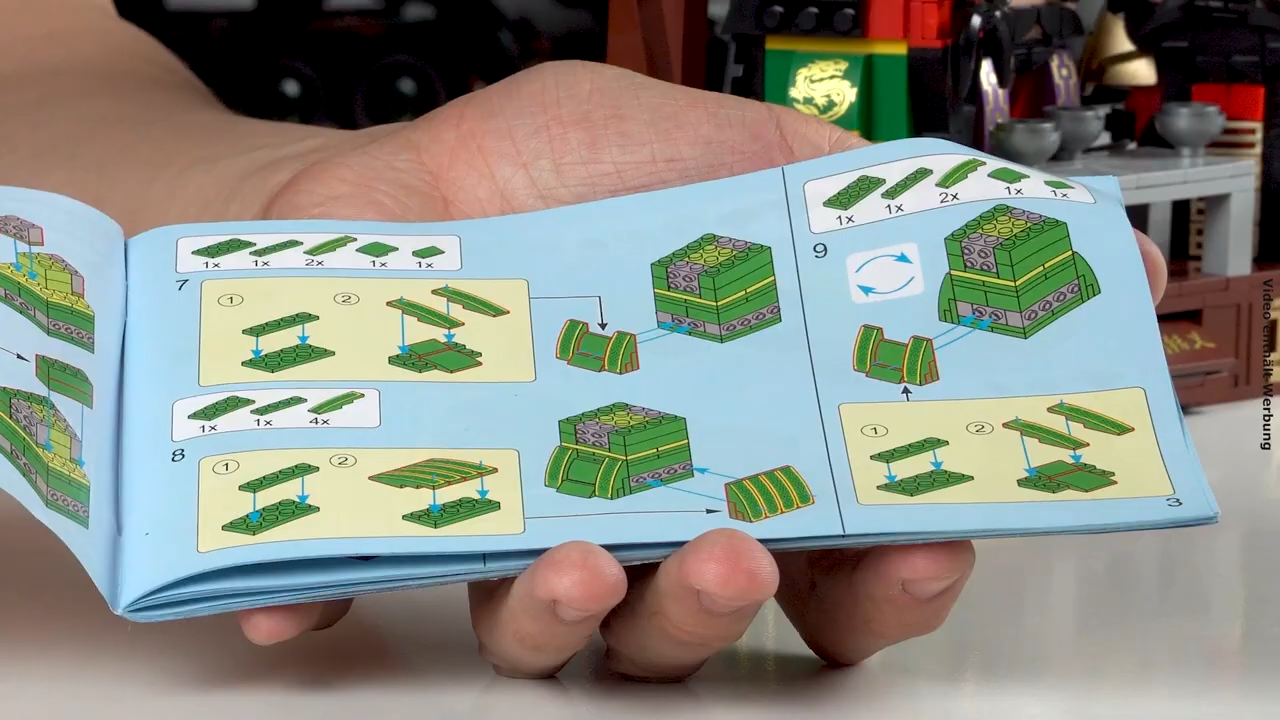 1x 1x 2x 1x 1x
7
1 2
1x 1x 4x
8
1 2
1x 1x 2x 1x 1x
9
1 2
3
Video enthält Werbung